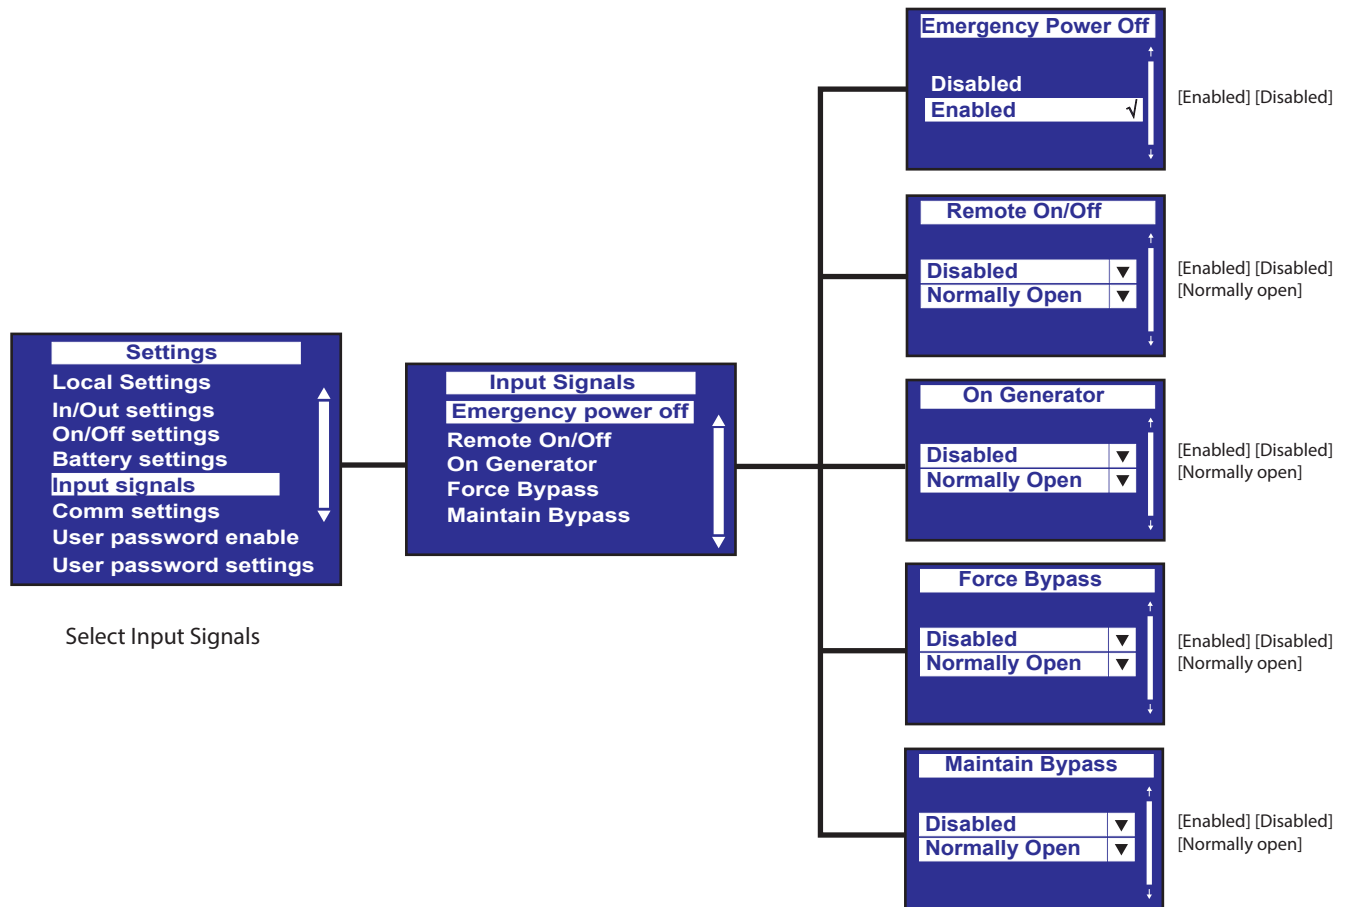 Settings
Local Settings
In/Out settings
On/Off settings
Battery settings
Input signals
Comm settings
User password enable
User password settings
Select Input Signals
Input Signals
Emergency power off
Remote On/Off
On Generator
Force Bypass
Maintain Bypass
Emergency Power Off
Disabled
Enabled √
[Enabled] [Disabled]
Remote On/Off
Disabled
Normally Open
[Enabled] [Disabled]
[Normally open]
On Generator
Disabled
Normally Open
[Enabled] [Disabled]
[Normally open]
Force Bypass
Disabled
Normally Open
[Enabled] [Disabled]
[Normally open]
Maintain Bypass
Disabled
Normally Open
[Enabled] [Disabled]
[Normally open]